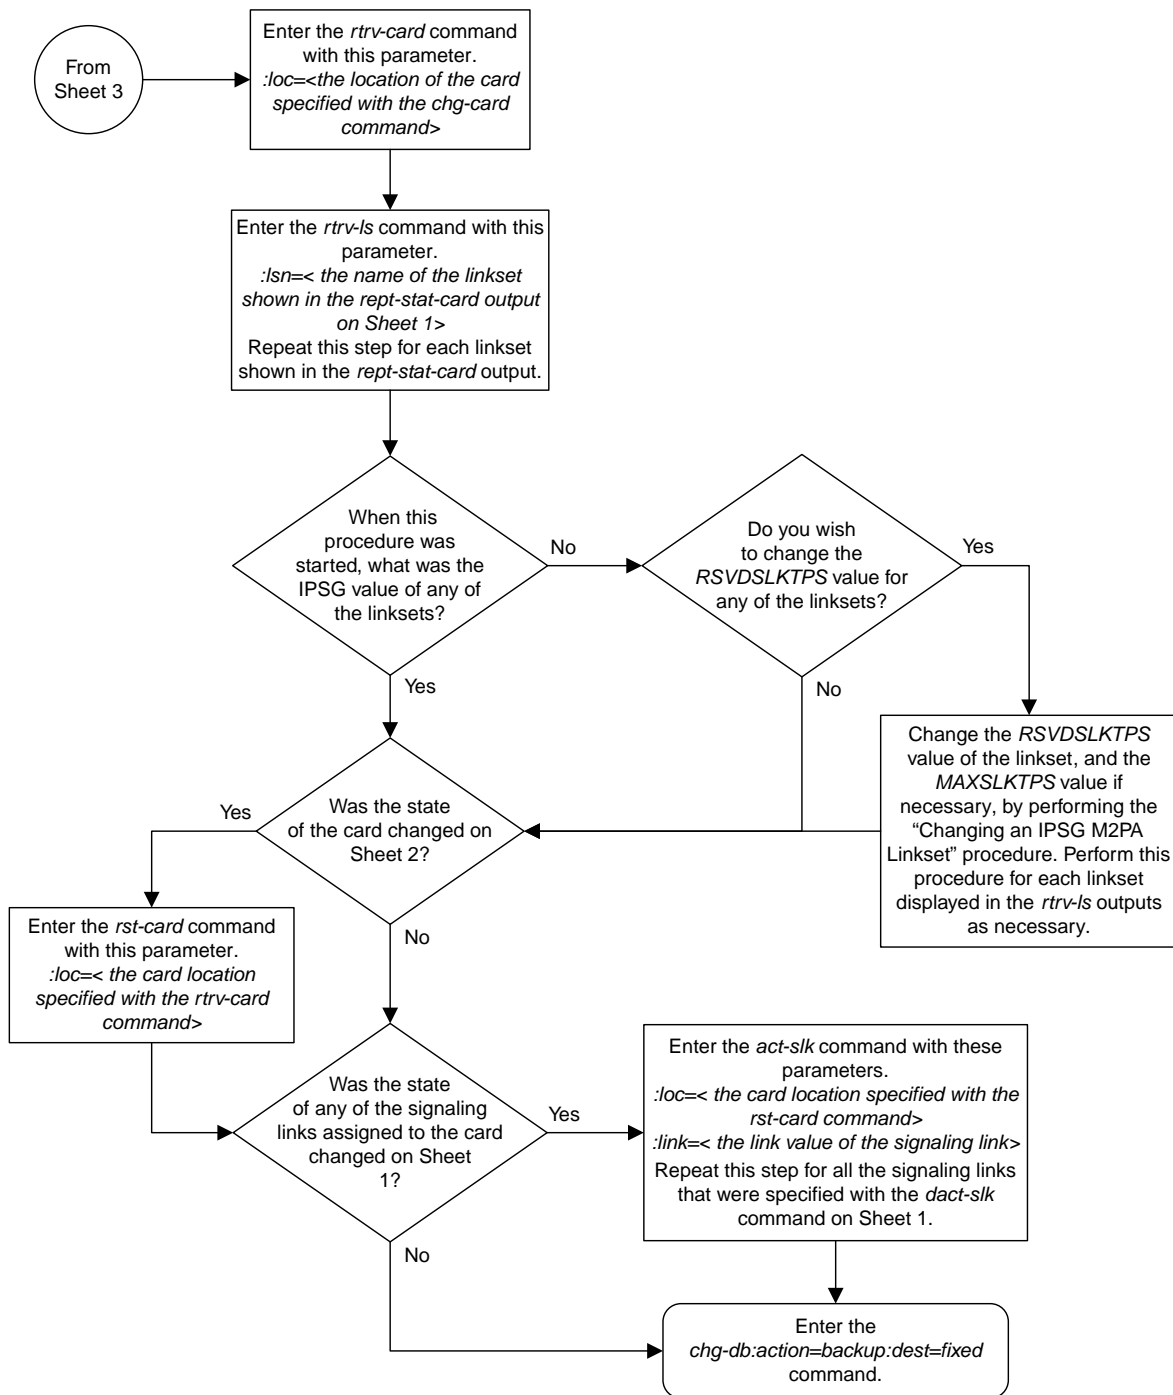 From
Sheet 3
Enter the rtrv-card command
with this parameter.
:loc=<the location of the card
specified with the chg-card
command>
Enter the rtrv-ls command with this
parameter.
:lsn=< the name of the linkset
shown in the rept-stat-card output
on Sheet 1>
Repeat this step for each linkset
shown in the rept-stat-card output.
When this
procedure was
started, what was the
IPSG value of any of
the linksets?
No
Do you wish
to change the
RSVDSLKTPS value for
any of the linksets?
Yes
Yes
No
Change the RSVDSLKTPS
value of the linkset, and the
MAXSLKTPS value if
necessary, by performing the
“Changing an IPSG M2PA
Linkset” procedure. Perform this
procedure for each linkset
displayed in the rtrv-ls outputs
as necessary.
Was the state
of the card changed on
Sheet 2?
Yes
No
Enter the rst-card command
with this parameter.
:loc=< the card location
specified with the rtrv-card
command>
Was the state
of any of the signaling
links assigned to the card
changed on Sheet
1?
Yes
No
Enter the act-slk command with these
parameters.
:loc=< the card location specified with the
rst-card command>
:link=< the link value of the signaling link>
Repeat this step for all the signaling links
that were specified with the dact-slk
command on Sheet 1.
Enter the
chg-db:action=backup:dest=fixed
command.